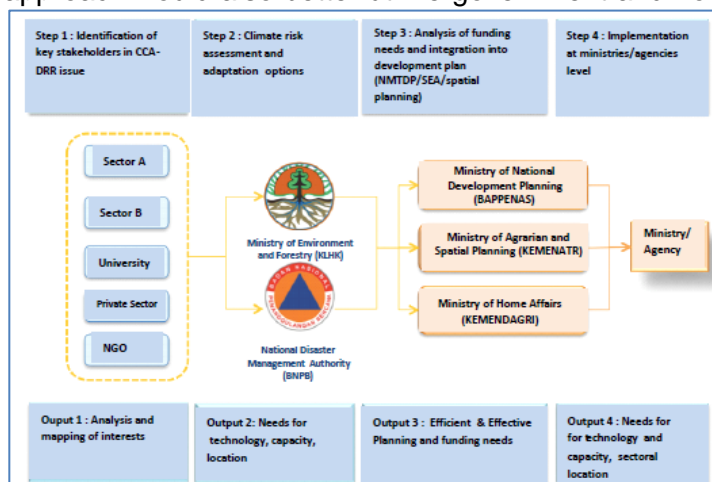 Step 1 : Identification of
key stakeholders in CCA-
DRR issue
Step 2 : Climate risk
assessment and
adaptation options
Step 3 : Analysis of funding
needs and integration into
development plan
(NMTDP/SEA/spatial
planning)
Step 4 : Implementation
at ministries/agencies
level
Sector A
Sector B
University
Private Sector
NGO
Ministry of Environment
and Forestry (KLHK)
BADAN NASIONAL
PENANGGULANGAN BENCANA
National Disaster
Management Authority
(BNPB)
Ministry of National
Development Planning
(BAPPENAS)
Ministry of Agrarian and
Spatial Planning (KEMENATR)
Ministry of Home Affairs
(KEMENDAGRI)
Ministry/
Agency
Ouput 1 : Analysis and
mapping of interests
Output 2: Needs for
technology, capacity,
location
Output 3 : Efficient & Effective
Planning and funding needs
Output 4 : Needs for
for technology and
capacity, sectoral
location